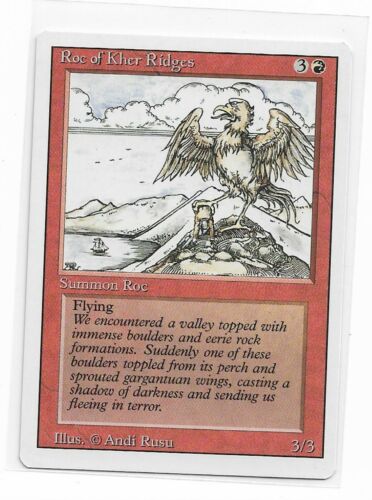 Roc of Kher Ridges 3
Summon Roc
Flying
We encountered a valley topped with
immense boulders and eerie rock
formations. Suddenly one of these
boulders toppled from its perch and
sprouted gargantuan wings, casting a
shadow of darkness and sending us
fleeing in terror.
Illus. © Andi Rusu
3/3